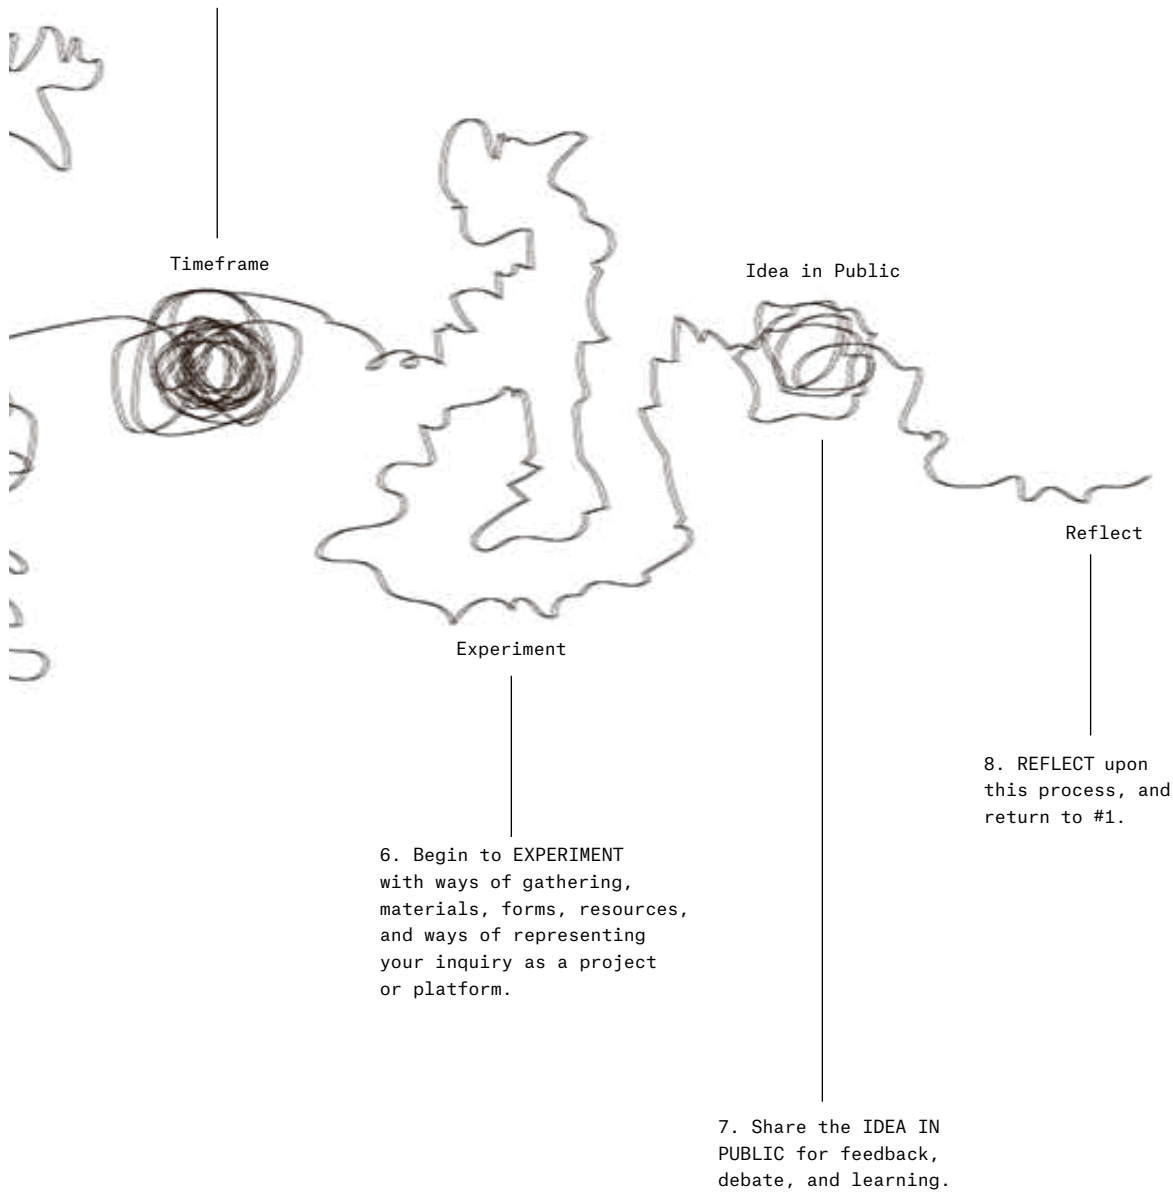 Timeframe
Idea in Public
Reflect
Experiment
8. REFLECT upon
this process, and
return to #1.
6. Begin to EXPERIMENT
with ways of gathering,
materials, forms, resources,
and ways of representing
your inquiry as a project
or platform.
7. Share the IDEA IN
PUBLIC for feedback,
debate, and learning.